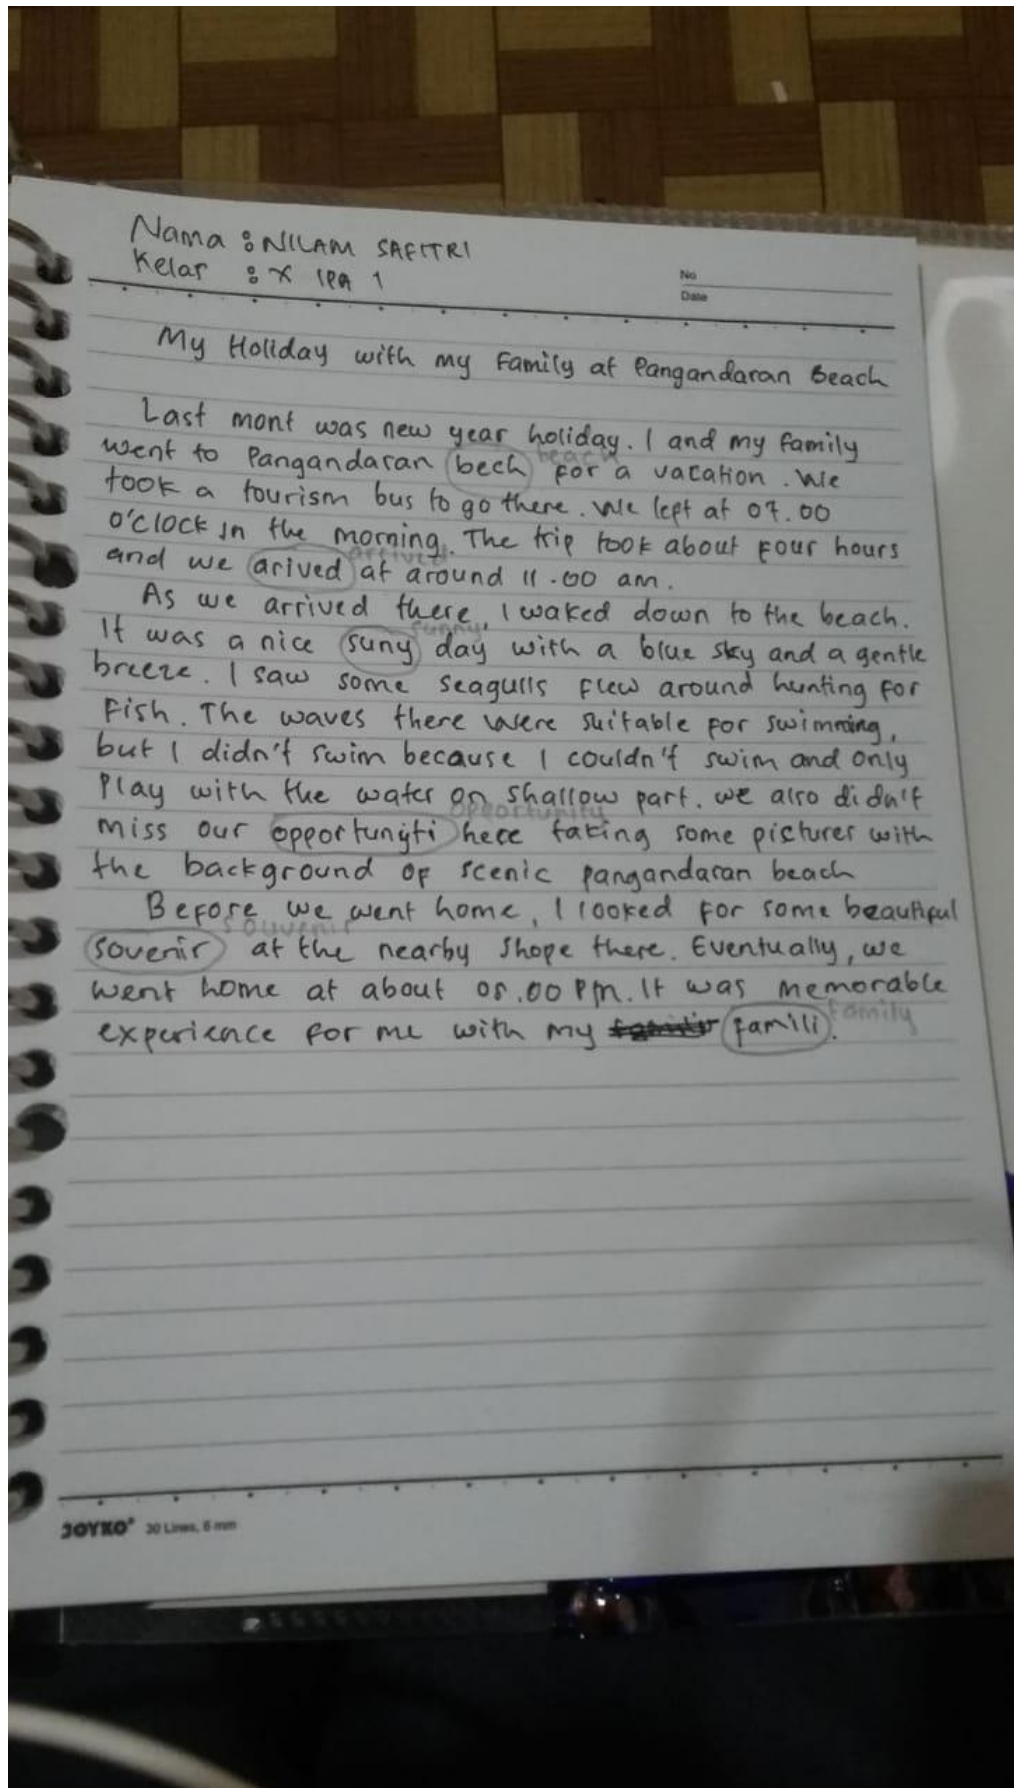 Nama : NILAM SAFITRI
Kelas : X IPA 1
No
Date
My Holiday with my Family at Pangandaran Beach
Last mont was new year holiday. I and my family
beach
went to Pangandaran bech for a vacation. We
took a tourism bus to go there. We left at 07.00
o'clock in the morning. The trip took about four hours
arrived
and we arived at around 11.00 am.
As we arrived there, I waked down to the beach.
sunny
It was a nice suny day with a blue sky and a gentle
breeze. I saw some seagulls flew around hunting for
Fish. The waves there were suitable for swimming,
but I didn't swim because I couldn't swim and only
Play with the water on shallow part. we also didn't
opportunity
miss our opportuniti here taking some pictures with
the background of scenic pangandaran beach
Before we went home, I looked for some beautiful
souvenir
sovenir at the nearby shope there. Eventually, we
went home at about 05.00 Pm. It was memorable
experience for me with my famili. family
JOYKO 30 Lines, 6 mm